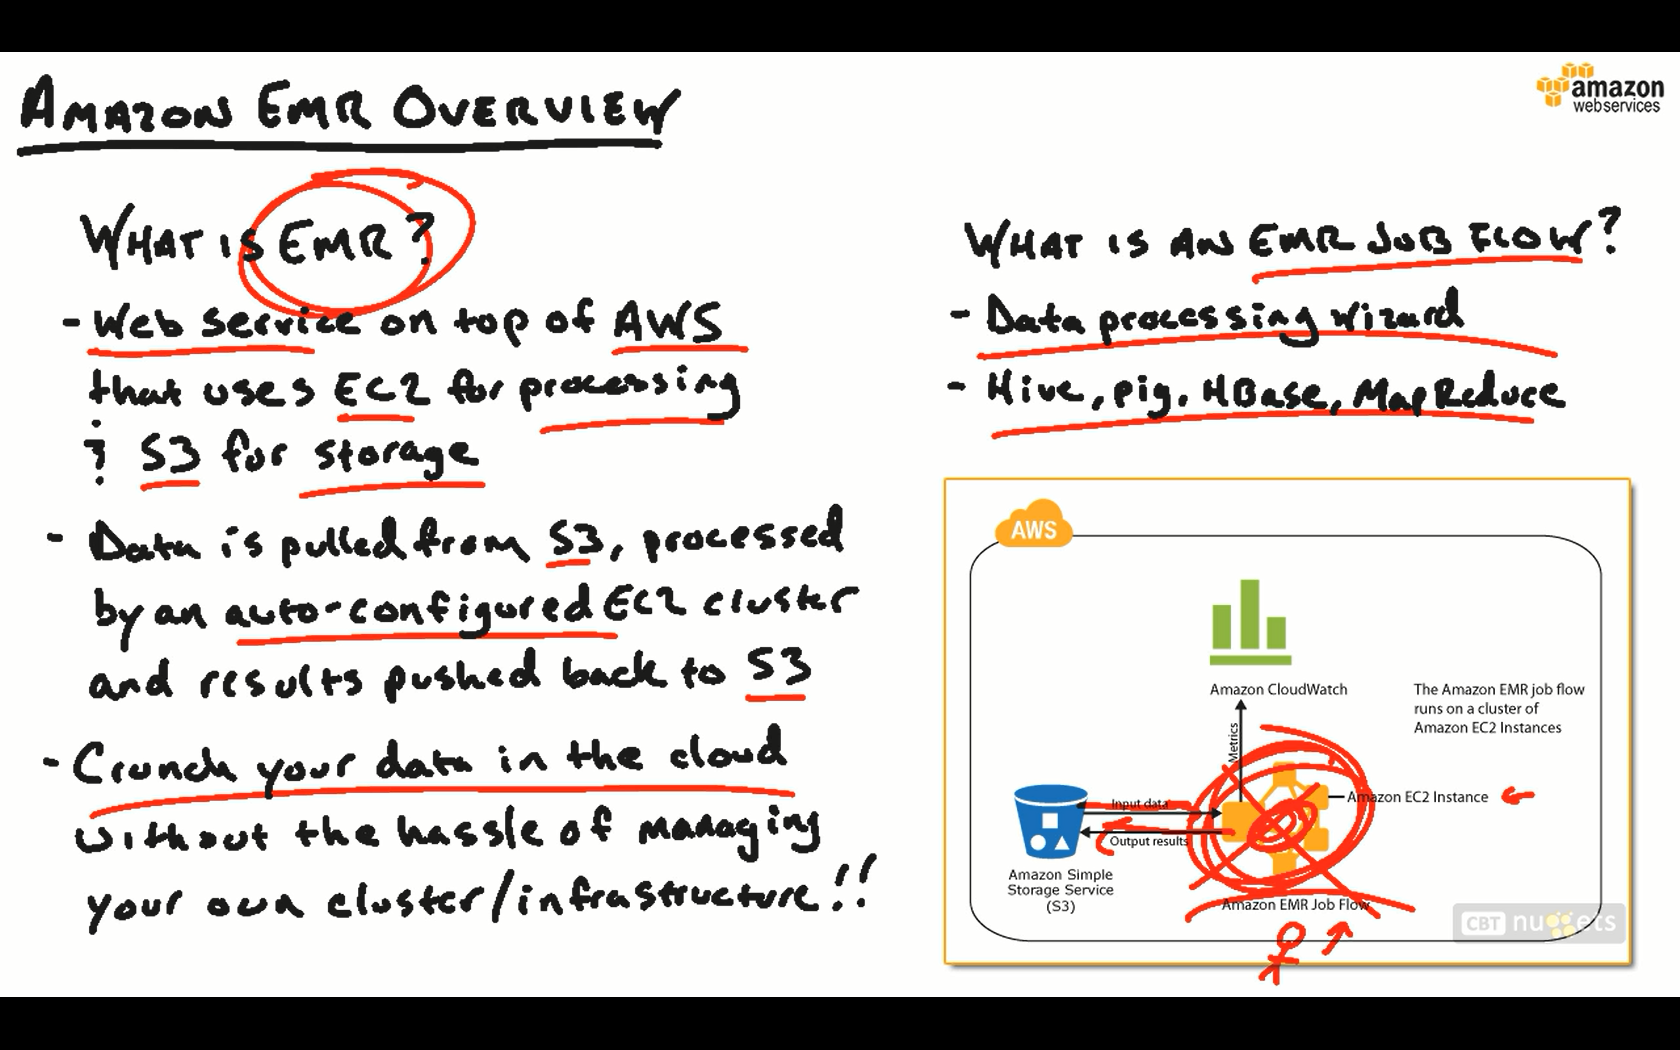 AMAZON EMR OVERVIEW
amazon
webservices
WHAT IS EMR?
- Web service on top of AWS
that uses EC2 for processing
& S3 for storage
- Data is pulled from S3, processed
by an auto-configured EC2 cluster
and results pushed back to S3
- Crunch your data in the cloud
without the hassle of managing
your own cluster/infrastructure!!
WHAT IS AN EMR JOB FLOW?
- Data processing wizard
- Hive, Pig, HBase, MapReduce
AWS
Amazon CloudWatch
The Amazon EMR job flow
runs on a cluster of
Amazon EC2 Instances
Metrics
Input data
Amazon EC2 Instance
Output results
Amazon Simple
Storage Service
(S3)
Amazon EMR Job Flow
CBT nuggets